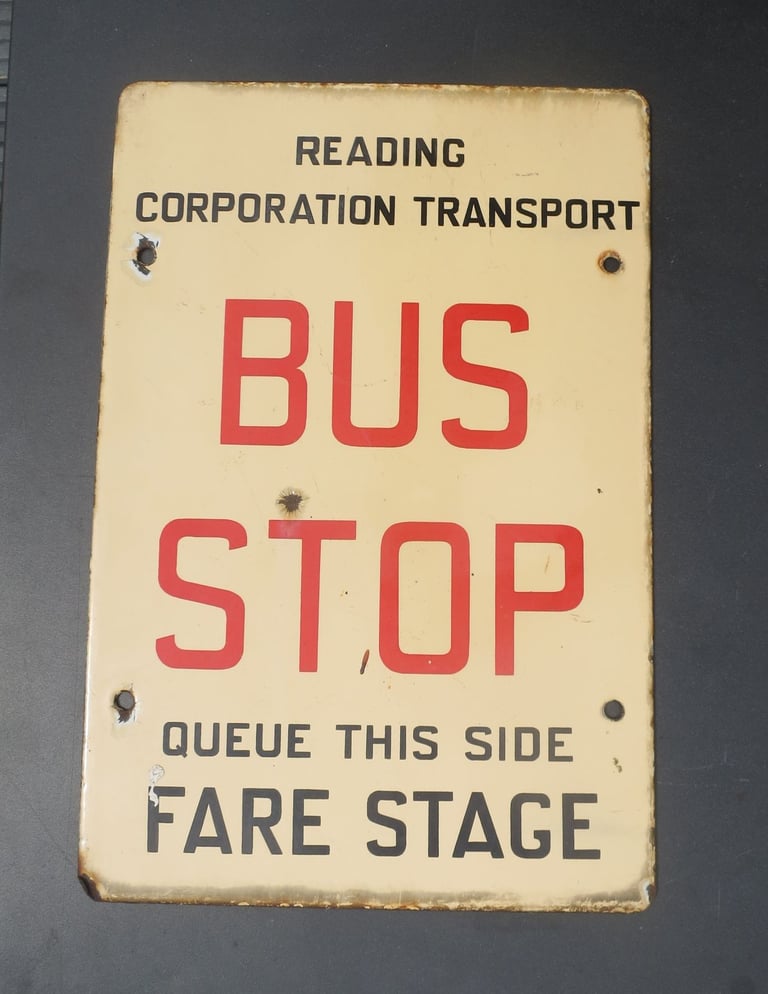 READING
CORPORATION TRANSPORT
BUS
STOP
QUEUE THIS SIDE
FARE STAGE